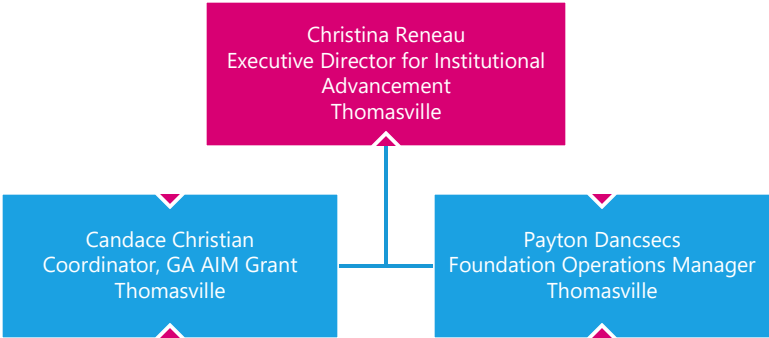 Christina Reneau
Executive Director for Institutional
Advancement
Thomasville
Candace Christian
Coordinator, GA AIM Grant
Thomasville
Payton Dancsecs
Foundation Operations Manager
Thomasville